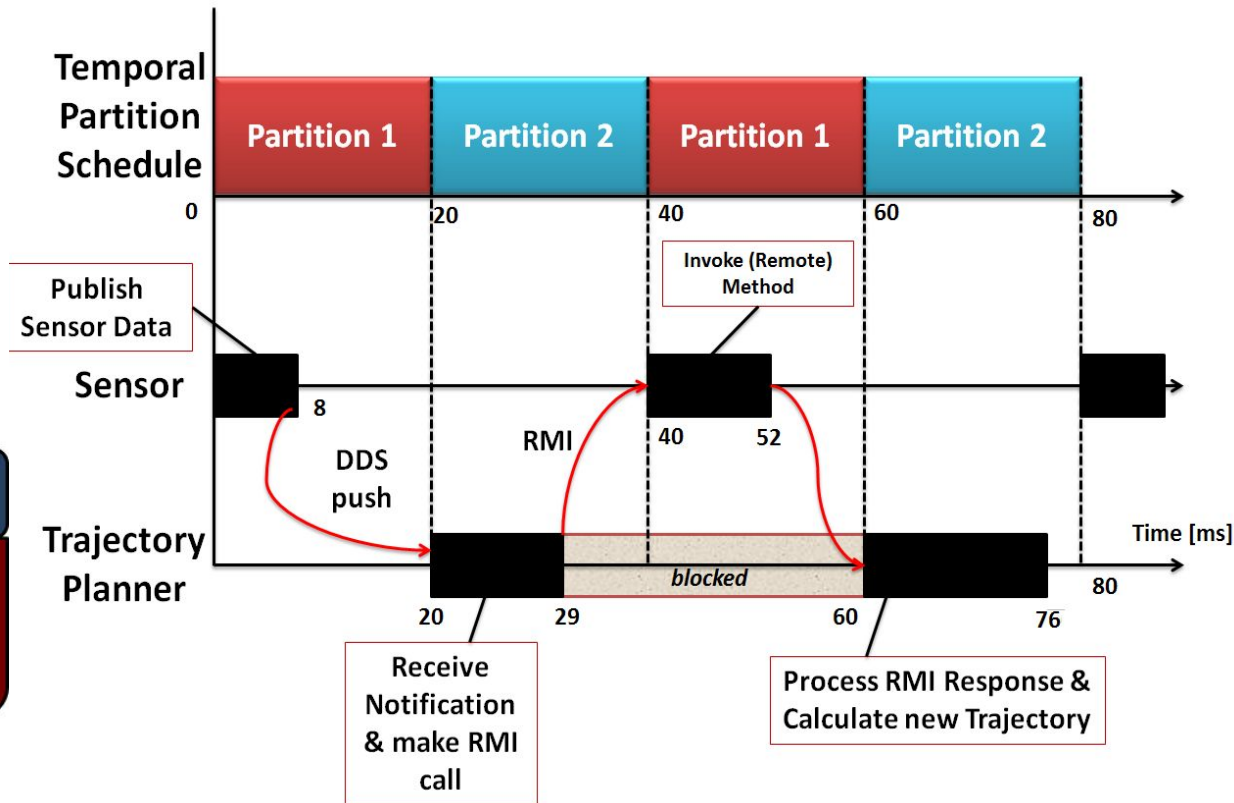 Temporal
Partition
Schedule
Partition 1
Partition 2
Partition 1
Partition 2
0
20
40
60
80
Publish
Sensor Data
Invoke (Remote)
Method
Sensor
8
40
52
DDS
push
RMI
Trajectory
Planner
blocked
Time [ms]
20
29
60
76
80
Receive
Notification
& make RMI
call
Process RMI Response &
Calculate new Trajectory